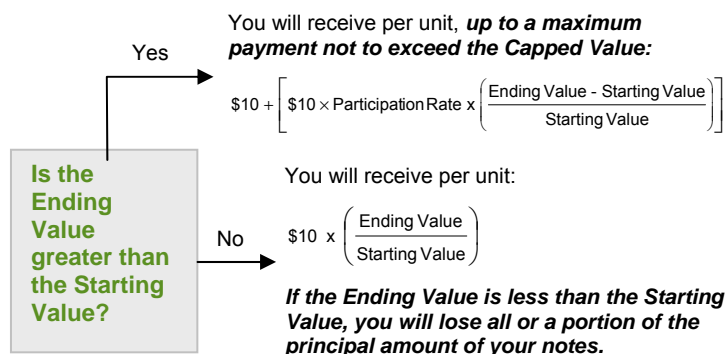 You will receive per unit, up to a maximum
payment not to exceed the Capped Value:
Yes
$10 + [ $10 × Participation Rate x ( Ending Value - Starting Value / Starting Value ) ]
Is the
Ending
Value
greater than
the Starting
Value?
No
You will receive per unit:
$10 x ( Ending Value / Starting Value )
If the Ending Value is less than the Starting
Value, you will lose all or a portion of the
principal amount of your notes.